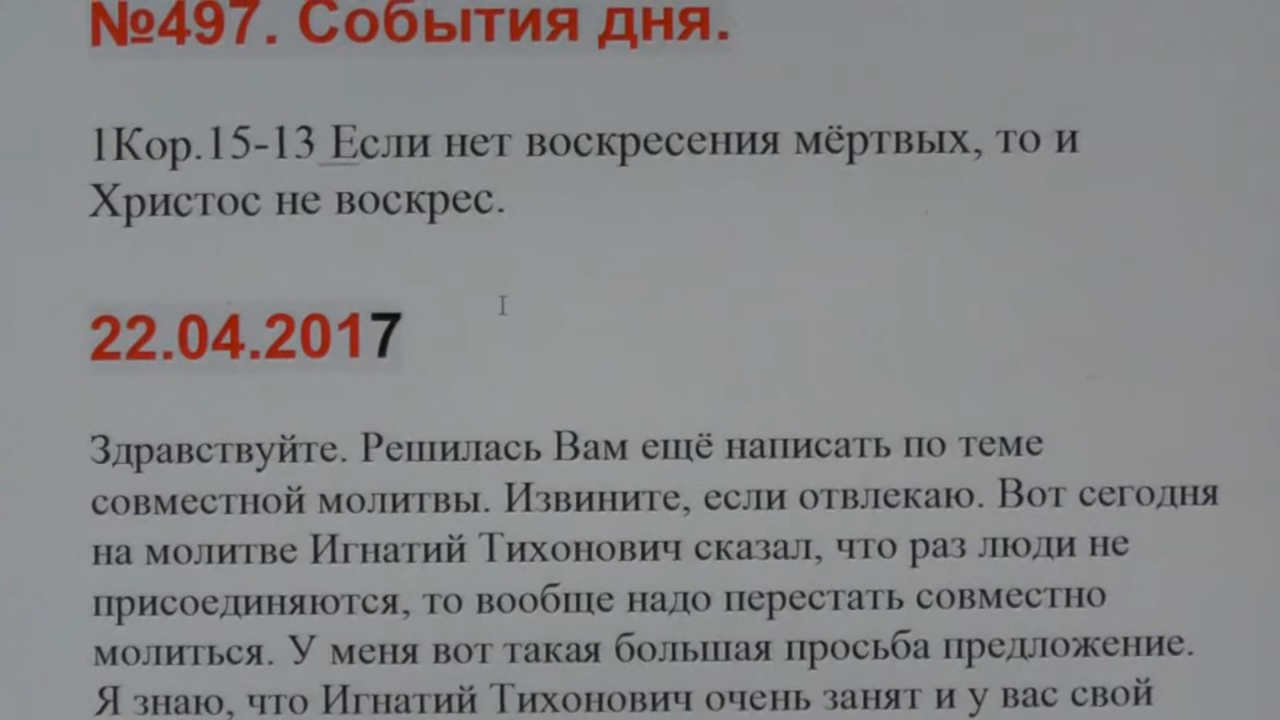 №497. События дня.
1Кор.15-13 Если нет воскресения мёртвых, то и
Христос не воскрес.
22.04.2017
Здравствуйте. Решилась Вам ещё написать по теме
совместной молитвы. Извините, если отвлекаю. Вот сегодня
на молитве Игнатий Тихонович сказал, что раз люди не
присоединяются, то вообще надо перестать совместно
молиться. У меня вот такая большая просьба предложение.
Я знаю, что Игнатий Тихонович очень занят и у вас свой